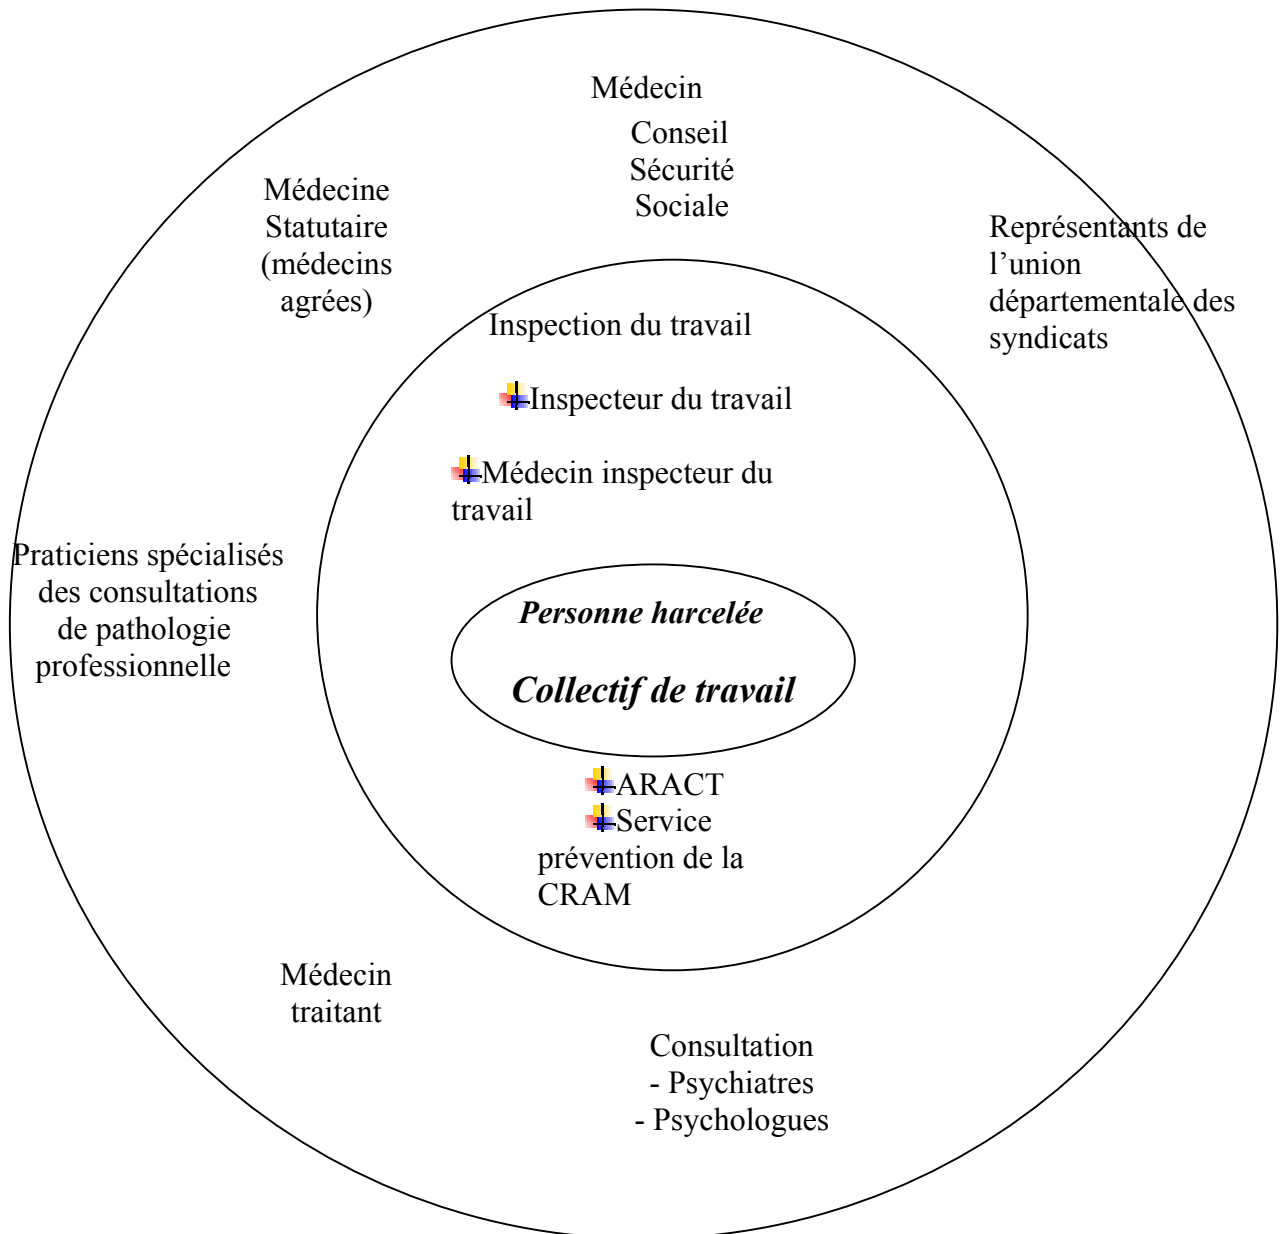 Médecin
Conseil
Sécurité
Sociale
Médecine
Statutaire
(médecins
agrées)
Représentants de
l’union
départementale des
syndicats
Inspection du travail
Inspecteur du travail
Médecin inspecteur du
travail
Praticiens spécialisés
des consultations
de pathologie
professionnelle
Personne harcelée
Collectif de travail
ARACT
Service
prévention de la
CRAM
Médecin
traitant
Consultation
- Psychiatres
- Psychologues